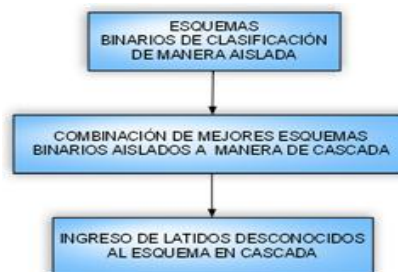 ESQUEMAS
BINARIOS DE CLASIFICACIÓN
DE MANERA AISLADA
COMBINACIÓN DE MEJORES ESQUEMAS
BINARIOS AISLADOS A MANERA DE CASCADA
INGRESO DE LATIDOS DESCONOCIDOS
AL ESQUEMA EN CASCADA